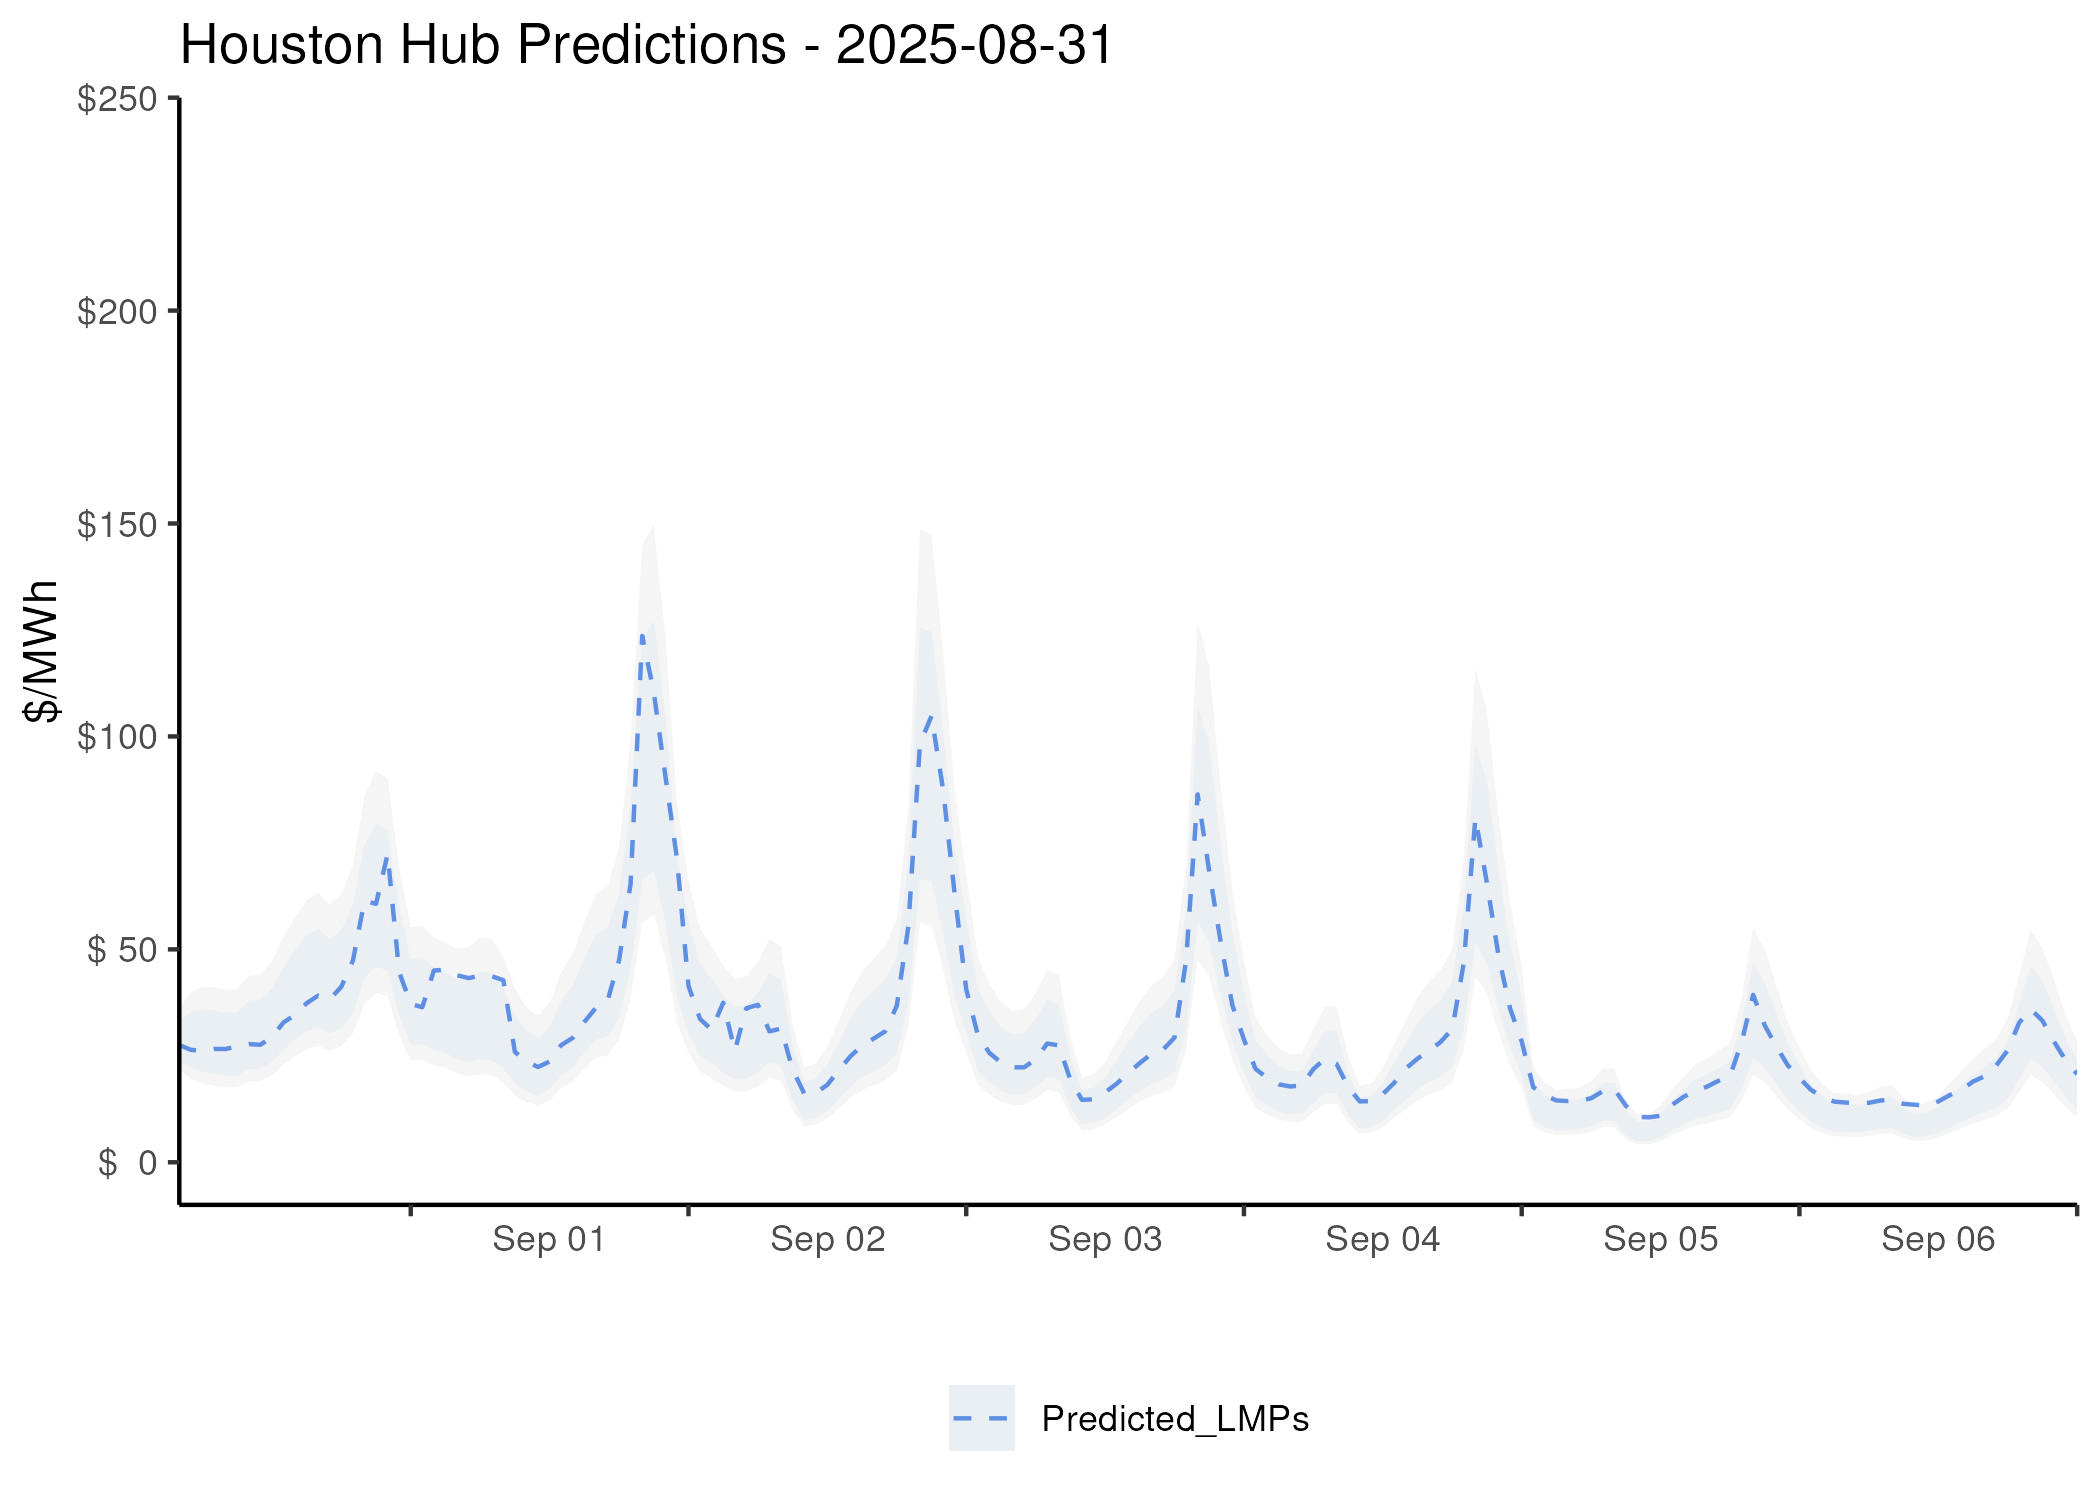 Houston Hub Predictions - 2025-08-31
$250
$200
$150
$100
$ 50
$  0
$/MWh
Sep 01
Sep 02
Sep 03
Sep 04
Sep 05
Sep 06
Predicted_LMPs